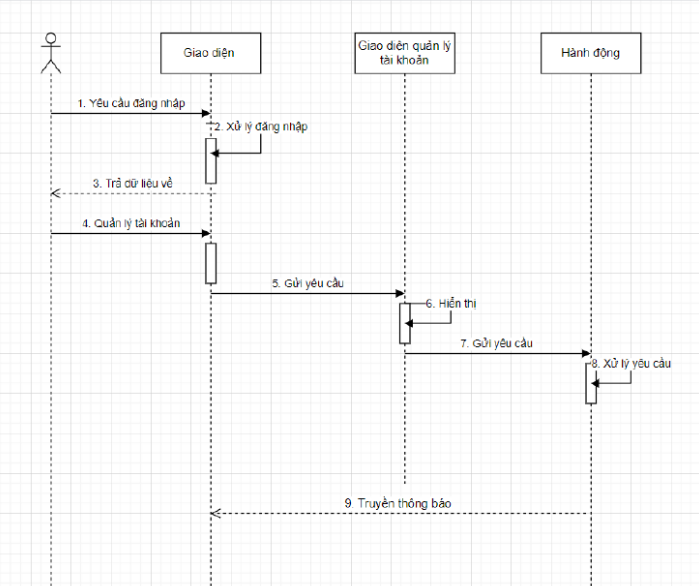 Giao diện
Giao diện quản lý
tài khoản
Hành động
1. Yêu cầu đăng nhập
2. Xử lý đăng nhập
3. Trả dữ liệu về
4. Quản lý tài khoản
5. Gửi yêu cầu
6. Hiển thị
7. Gửi yêu cầu
8. Xử lý yêu cầu
9. Truyền thông báo